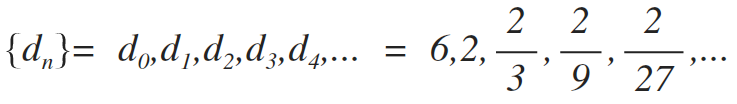 {dₙ}= d₀,d₁,d₂,d₃,d₄,... = 6,2,2/3,2/9,2/27,...